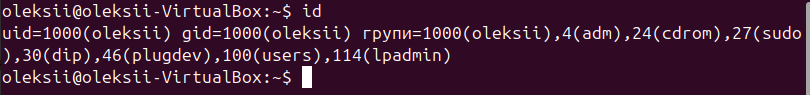 oleksii@oleksii-VirtualBox:~$ id
uid=1000(oleksii) gid=1000(oleksii) групи=1000(oleksii),4(adm),24(cdrom),27(sudo
),30(dip),46(plugdev),100(users),114(lpadmin)
oleksii@oleksii-VirtualBox:~$